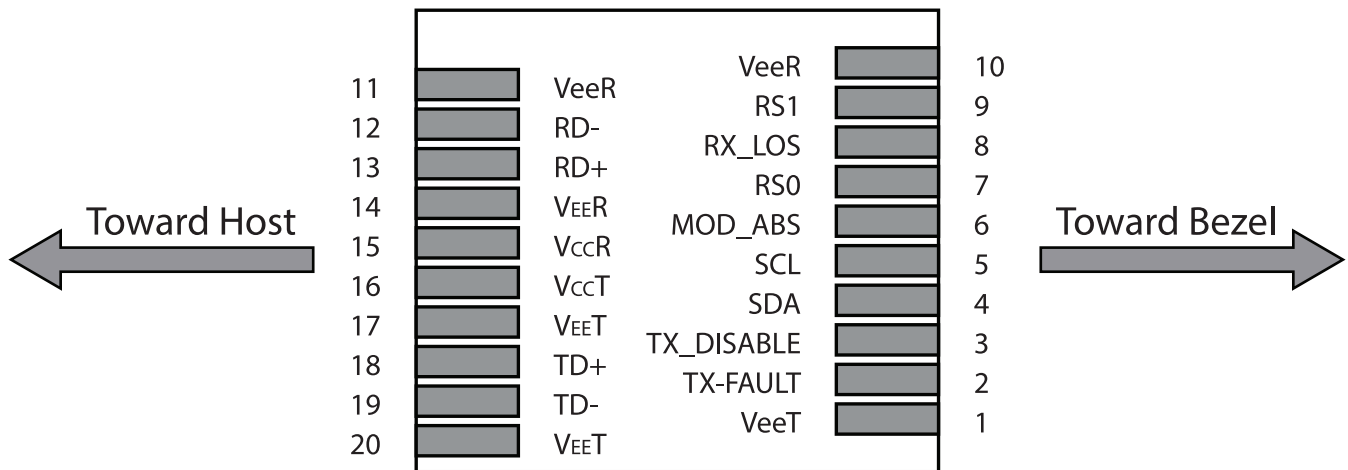 VeeR 10
11 VeeR
RS1 9
12 RD-
RX_LOS 8
13 RD+
RS0 7
14 VEER
MOD_ABS 6
Toward Host
Toward Bezel
15 VCCR
SCL 5
16 VCCT
SDA 4
17 VEET
TX_DISABLE 3
18 TD+
TX-FAULT 2
19 TD-
VeeT 1
20 VEET